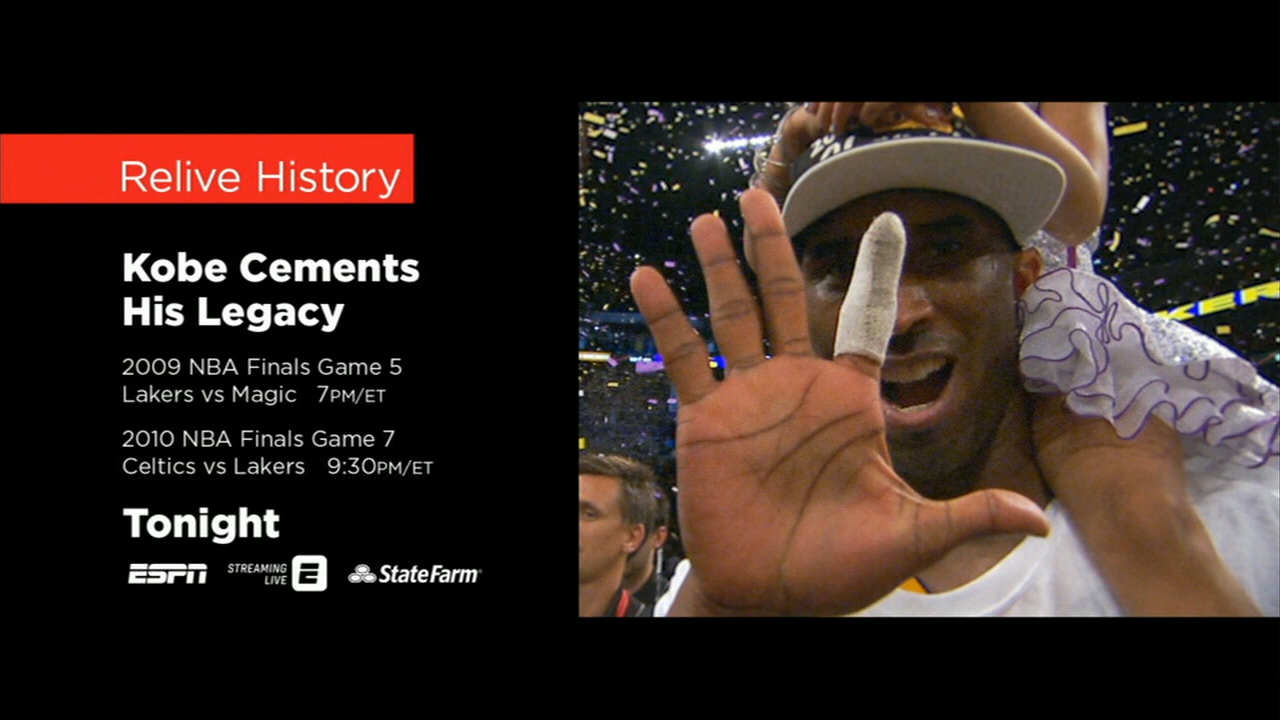 Relive History
Kobe Cements
His Legacy
2009 NBA Finals Game 5
Lakers vs Magic 7PM/ET
2010 NBA Finals Game 7
Celtics vs Lakers 9:30PM/ET
Tonight
ESPN STREAMING LIVE E StateFarm
KER